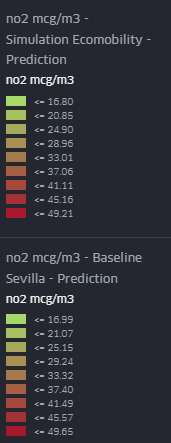 no2 mcg/m3 -
Simulation Ecomobility -
Prediction
no2 mcg/m3
<= 16.80
<= 20.85
<= 24.90
<= 28.96
<= 33.01
<= 37.06
<= 41.11
<= 45.16
<= 49.21
no2 mcg/m3 - Baseline
Sevilla - Prediction
no2 mcg/m3
<= 16.99
<= 21.07
<= 25.15
<= 29.24
<= 33.32
<= 37.40
<= 41.49
<= 45.57
<= 49.65